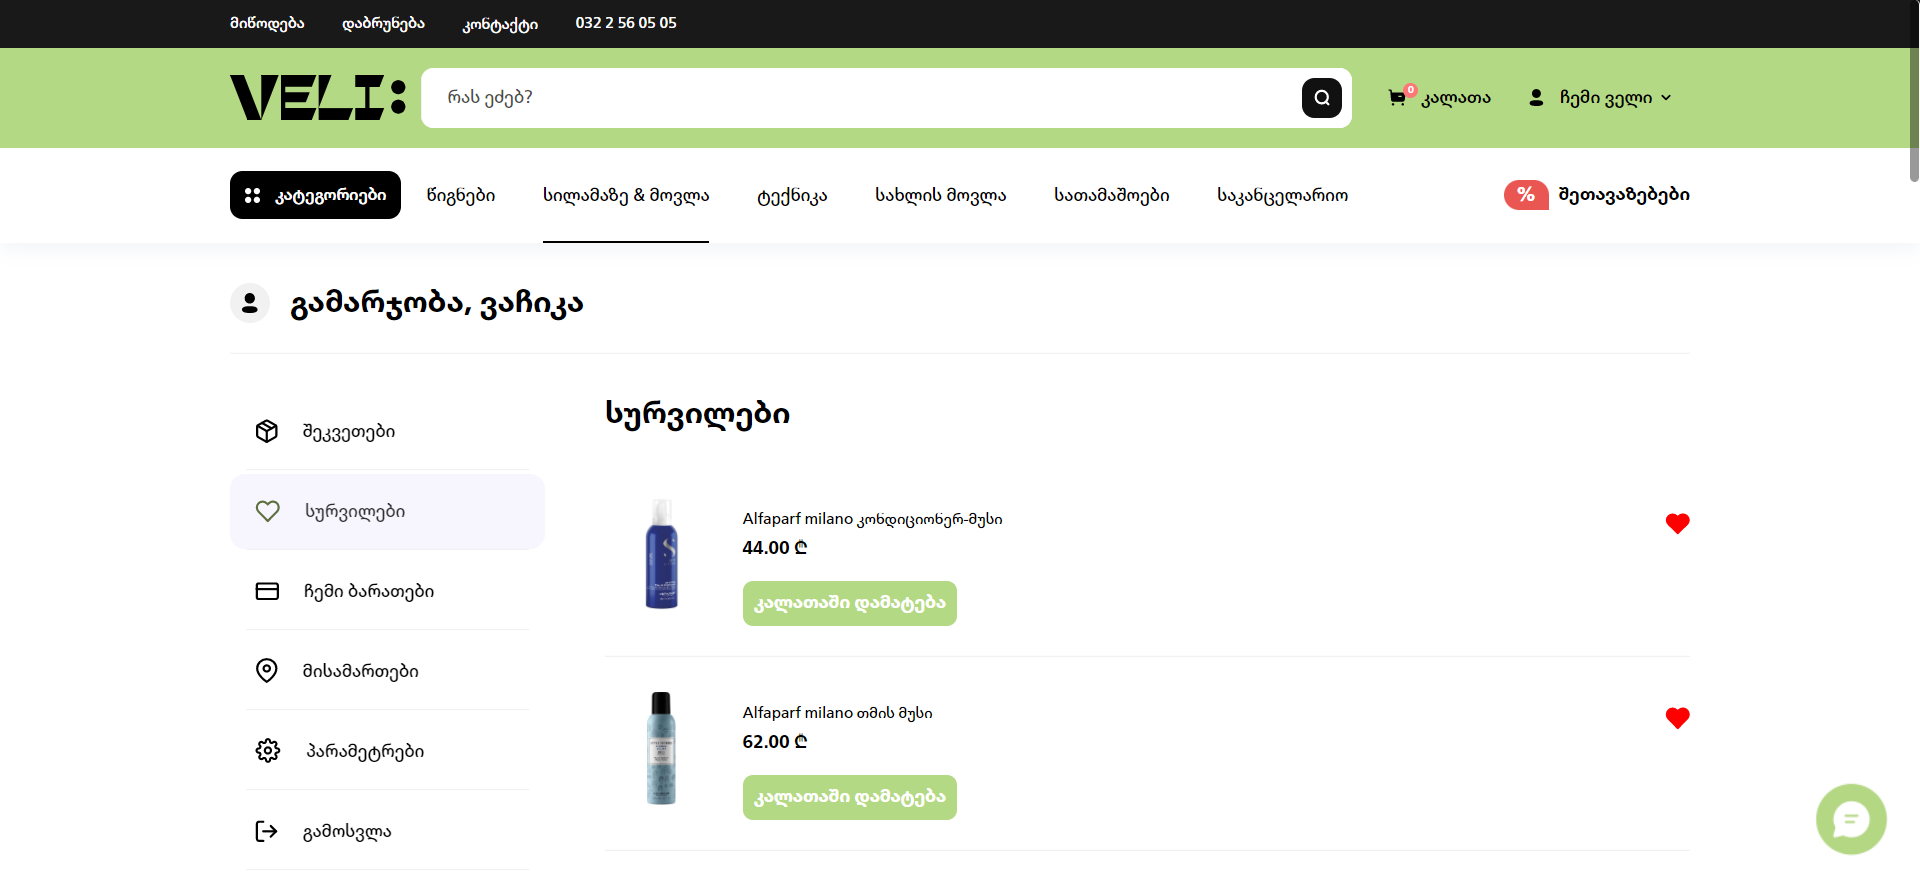 მიწოდება
დაბრუნება
კონტაქტი
032 2 56 05 05
VELI:
რას ეძებ?
0
კალათა
ჩემი ველი
კატეგორიები
წიგნები
სილამაზე & მოვლა
ტექნიკა
სახლის მოვლა
სათამაშოები
საკანცელარიო
%
შეთავაზებები
გამარჯობა, ვაჩიკა
შეკვეთები
სურვილები
ჩემი ბარათები
მისამართები
პარამეტრები
გამოსვლა
სურვილები
Alfaparf milano კონდიციონერ-მუსი
44.00 ₾
კალათაში დამატება
Alfaparf milano თმის მუსი
62.00 ₾
კალათაში დამატება